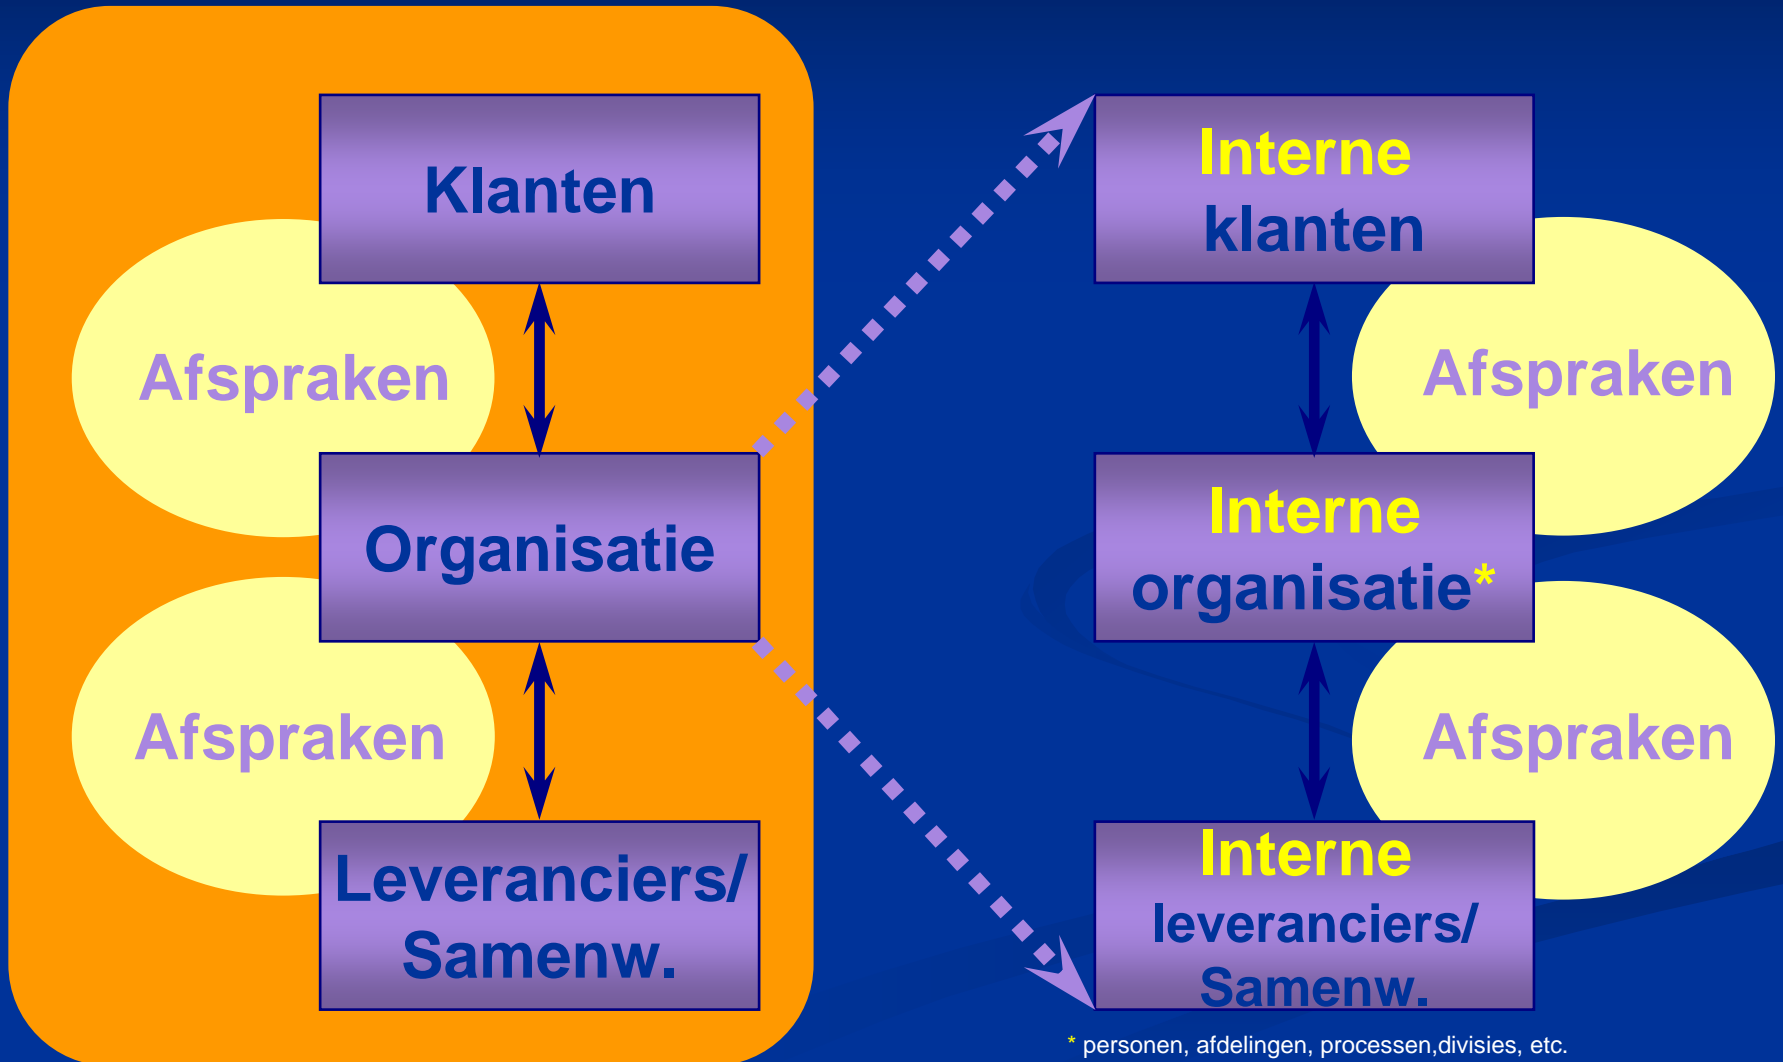 Klanten
Afspraken
Organisatie
Afspraken
Leveranciers/
Samenw.
Interne
klanten
Afspraken
Interne
organisatie*
Afspraken
Interne
leveranciers/
Samenw.
* personen, afdelingen, processen,divisies, etc.